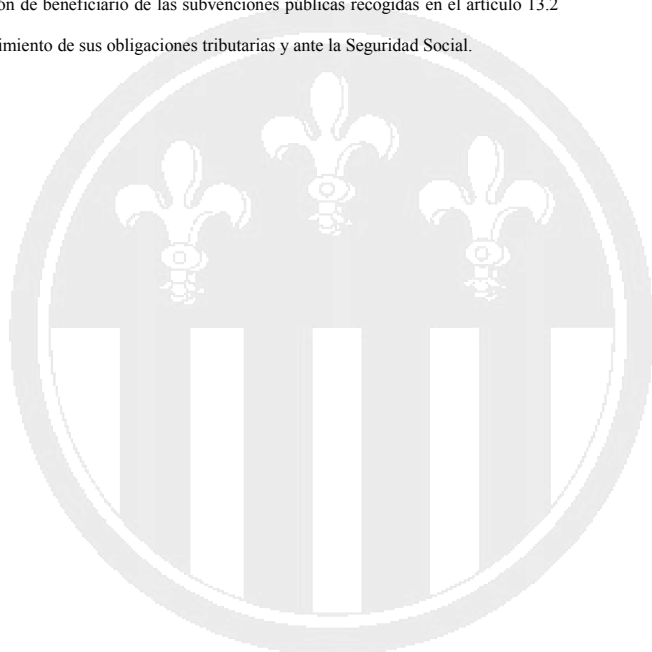 ón de beneficiario de las subvenciones públicas recogidas en el artículo 13.2
imiento de sus obligaciones tributarias y ante la Seguridad Social.